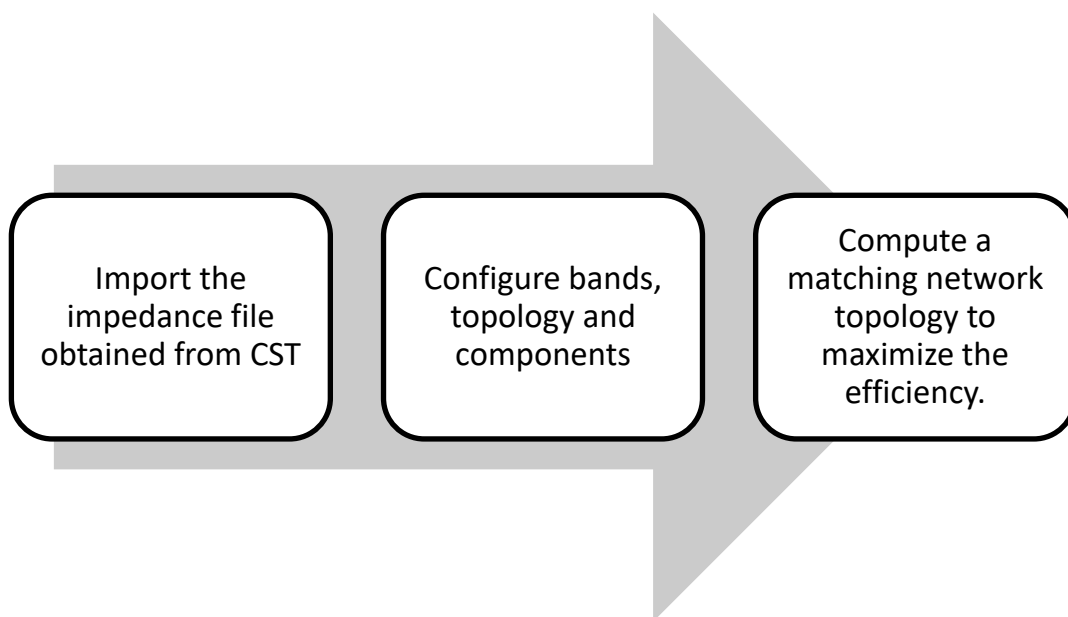 Import the
impedance file
obtained from CST
Configure bands,
topology and
components
Compute a
matching network
topology to
maximize the
efficiency.